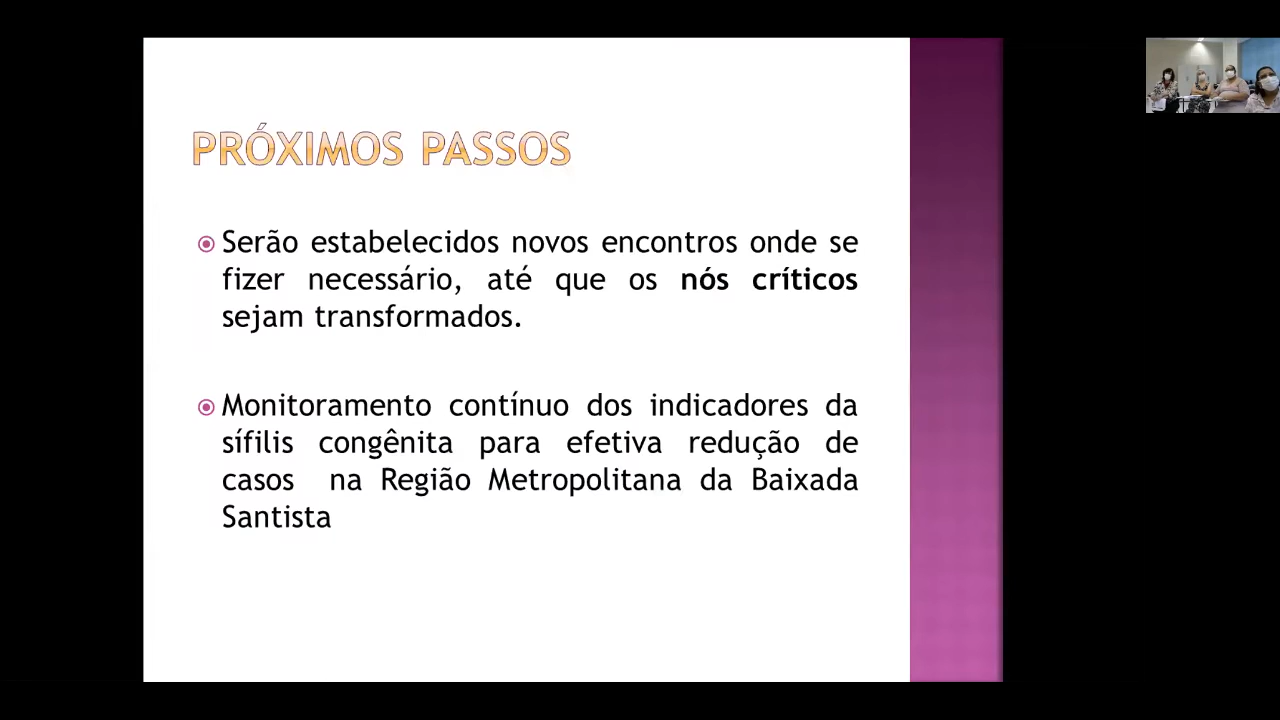 PRÓXIMOS PASSOS
Serão estabelecidos novos encontros onde se
fizer necessário, até que os nós críticos
sejam transformados.
Monitoramento contínuo dos indicadores da
sífilis congênita para efetiva redução de
casos na Região Metropolitana da Baixada
Santista